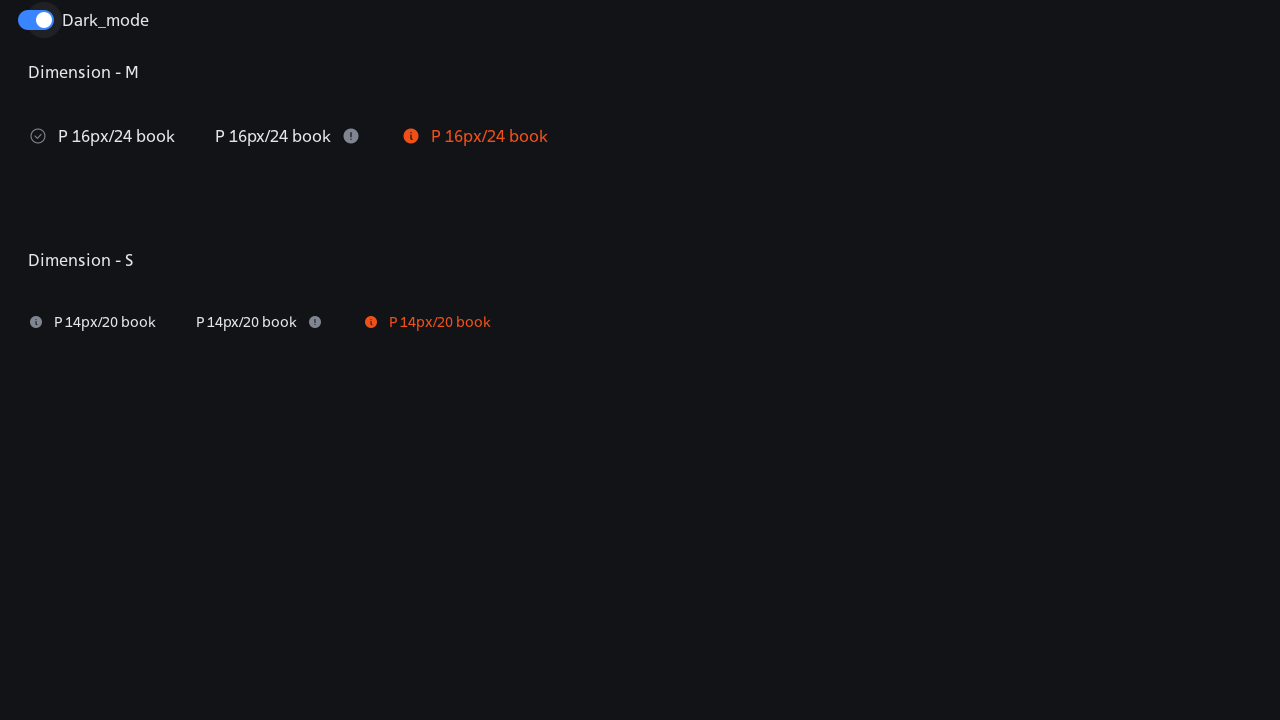 Dark_mode
Dimension - M
P 16px/24 book P 16px/24 book P 16px/24 book
Dimension - S
P 14px/20 book P 14px/20 book P 14px/20 book